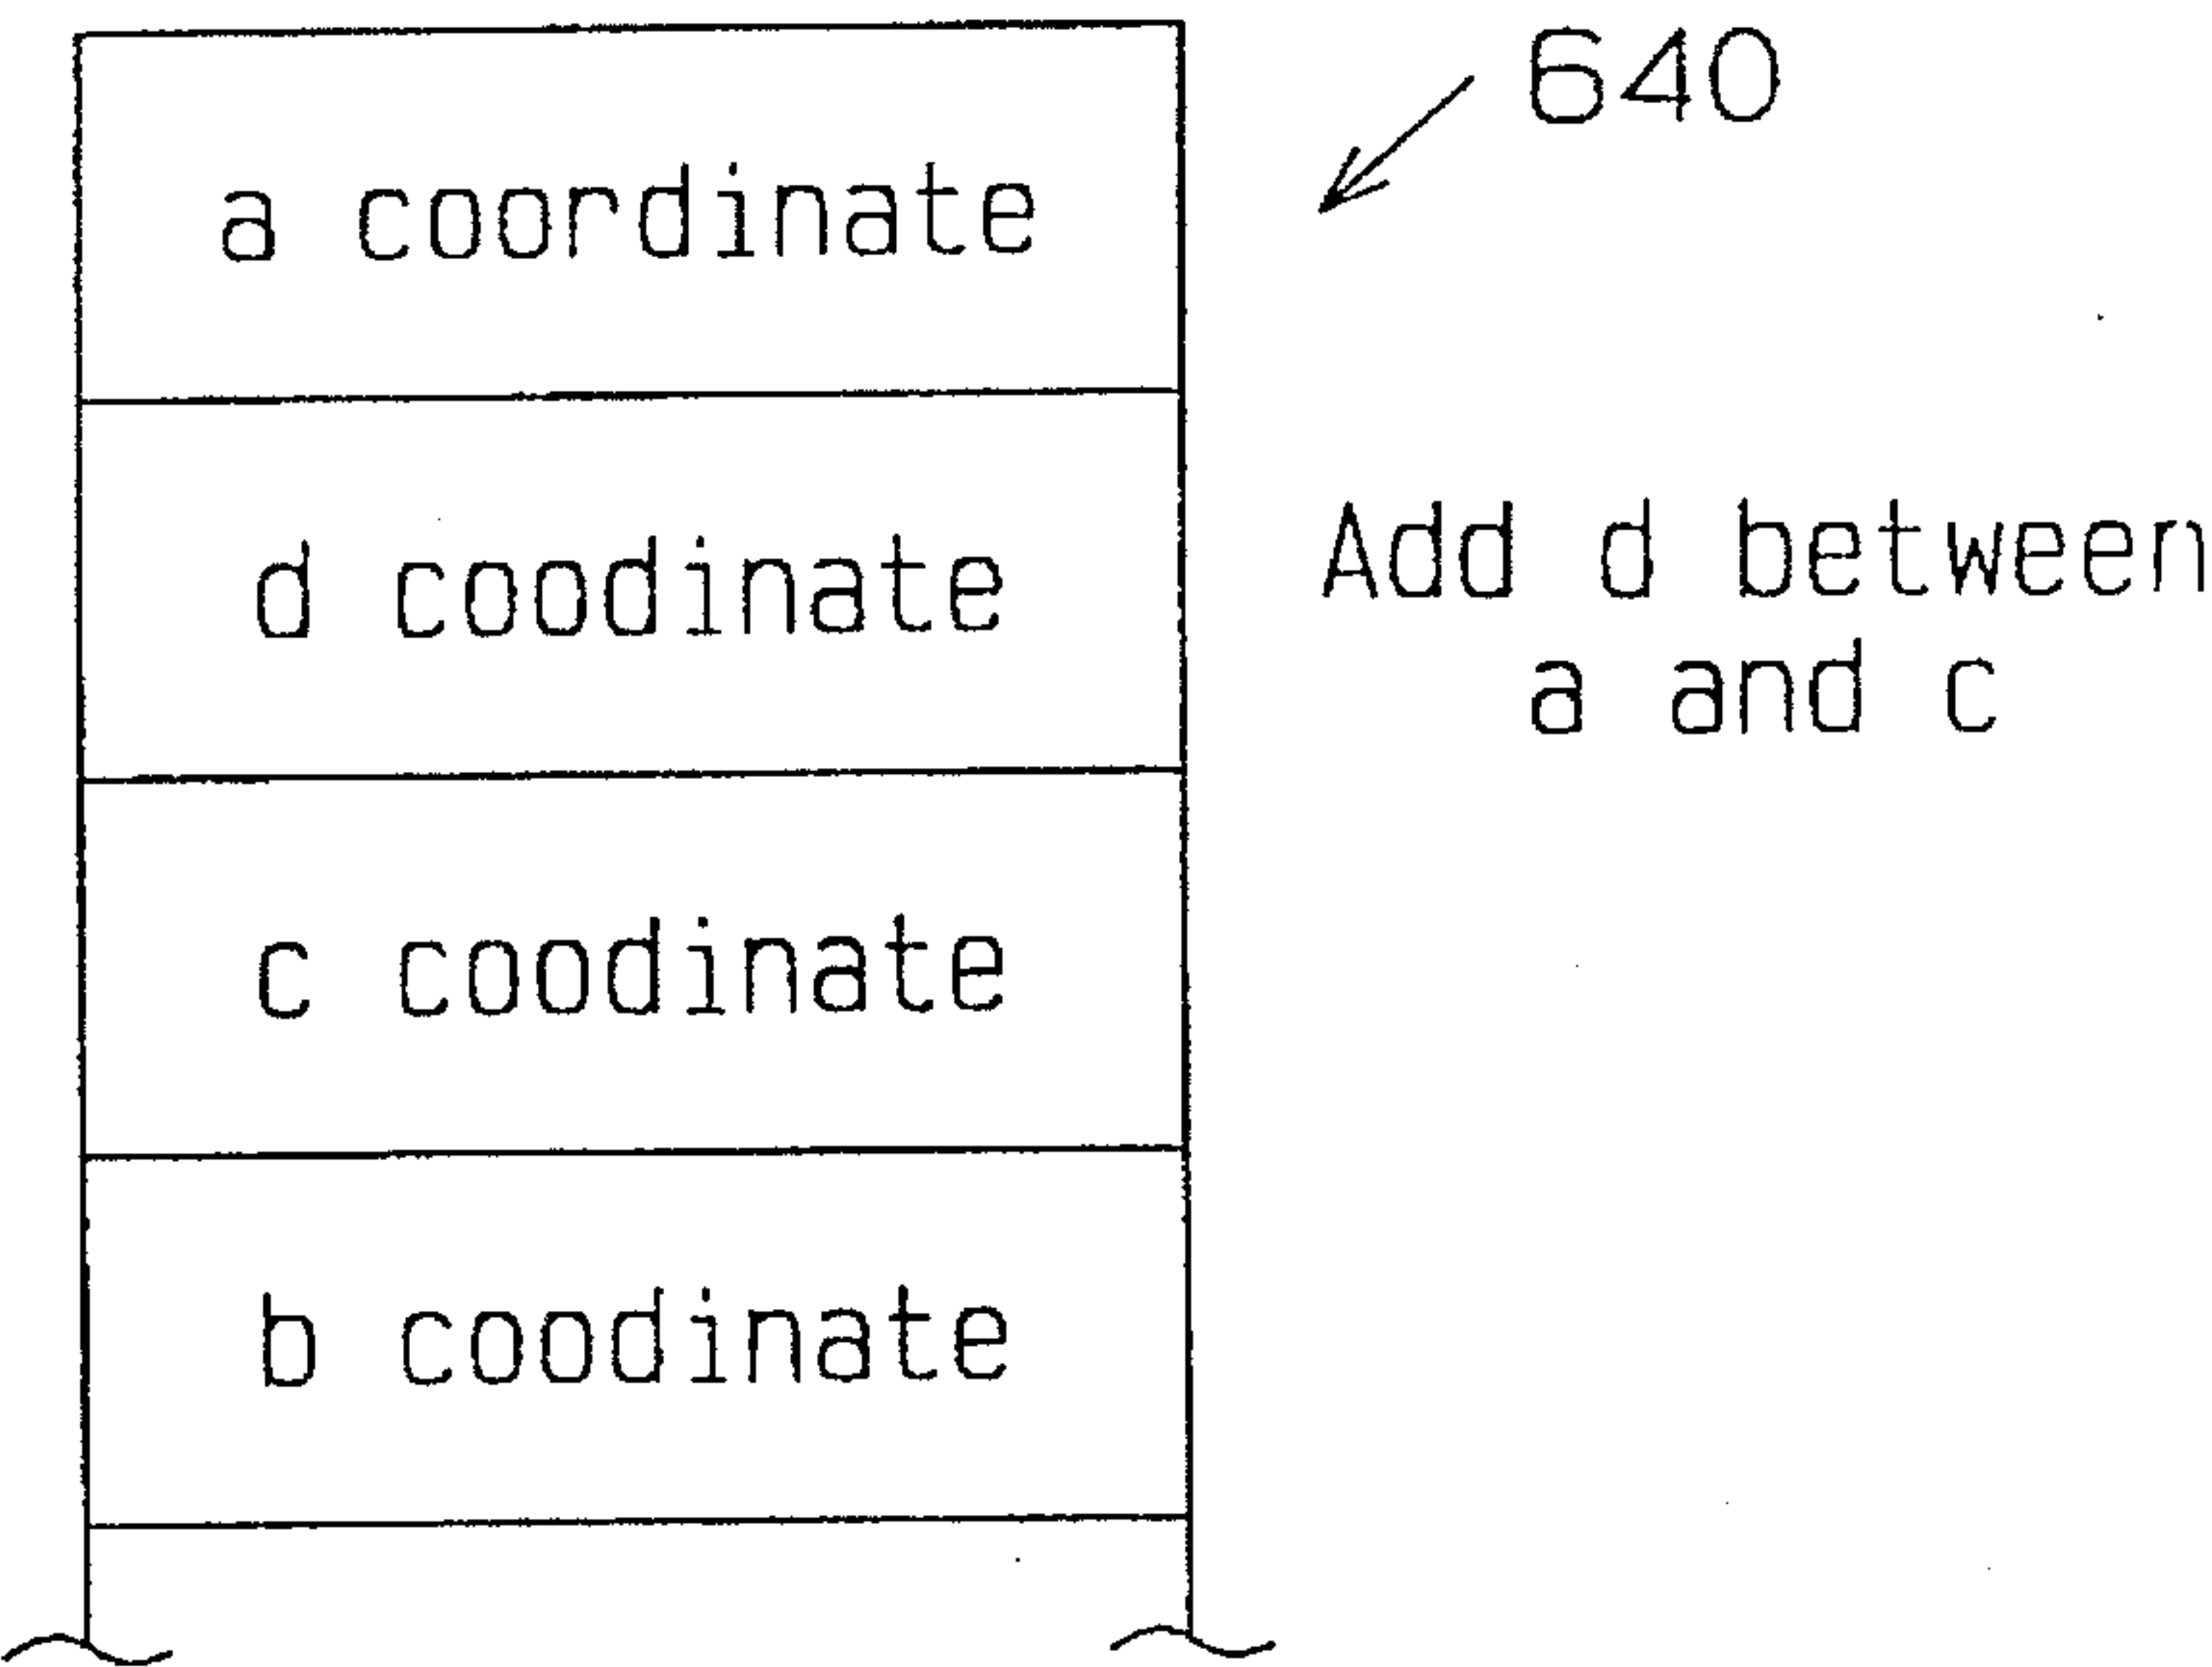 640
a coordinate
d coodinate
Add d between
a and c
c coodinate
b coodinate